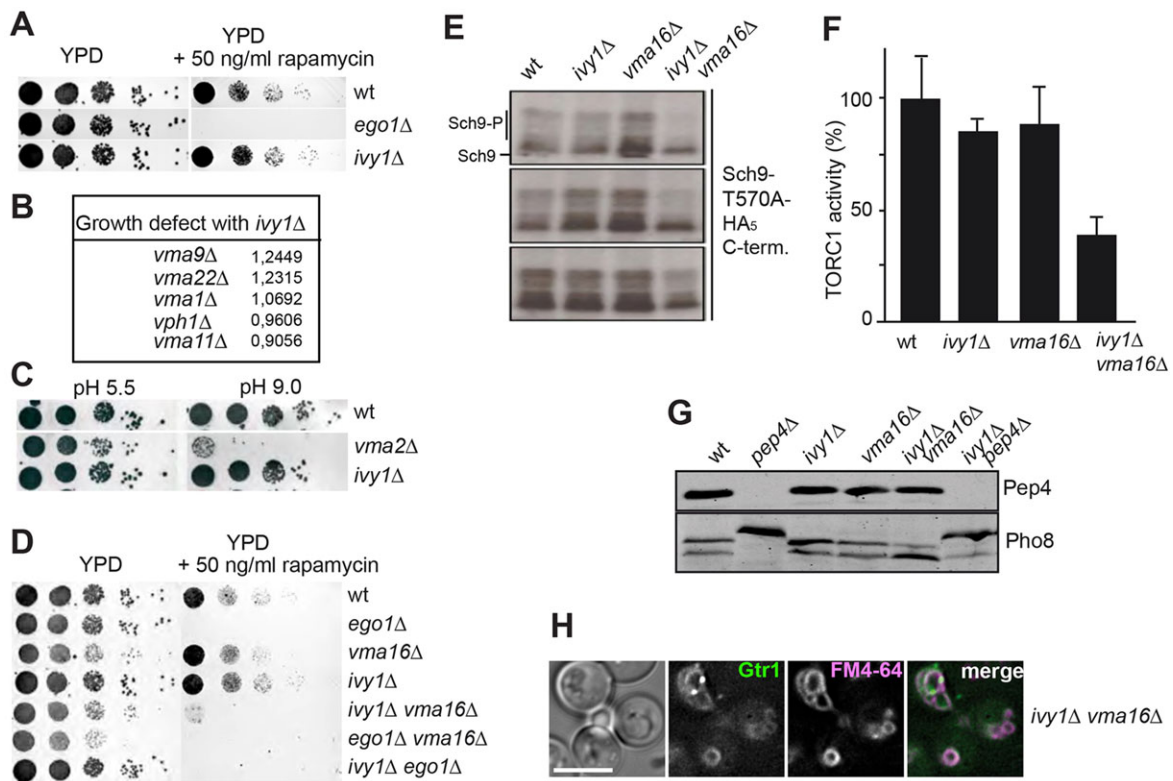 A
YPD
YPD
+ 50 ng/ml rapamycin
wt
ego1Δ
ivy1Δ
B
Growth defect with ivy1Δ
vma9Δ 1,2449
vma22Δ 1,2315
vma1Δ 1,0692
vph1Δ 0,9606
vma11Δ 0,9056
C
pH 5.5 pH 9.0
wt
vma2Δ
ivy1Δ
D
YPD
YPD
+ 50 ng/ml rapamycin
wt
ego1Δ
vma16Δ
ivy1Δ
ivy1Δ vma16Δ
ego1Δ vma16Δ
ivy1Δ ego1Δ
E
wt
ivy1Δ
vma16Δ
ivy1Δ
vma16Δ
Sch9-P
Sch9
Sch9-
T570A-
HA5
C-term.
F
TORC1 activity (%)
100
50
0
wt
ivy1Δ
vma16Δ
ivy1Δ
vma16Δ
G
wt
pep4Δ
ivy1Δ
vma16Δ
ivy1Δ
vma16Δ
ivy1Δ
pep4Δ
Pep4
Pho8
H
Gtr1
FM4-64
merge
ivy1Δ vma16Δ